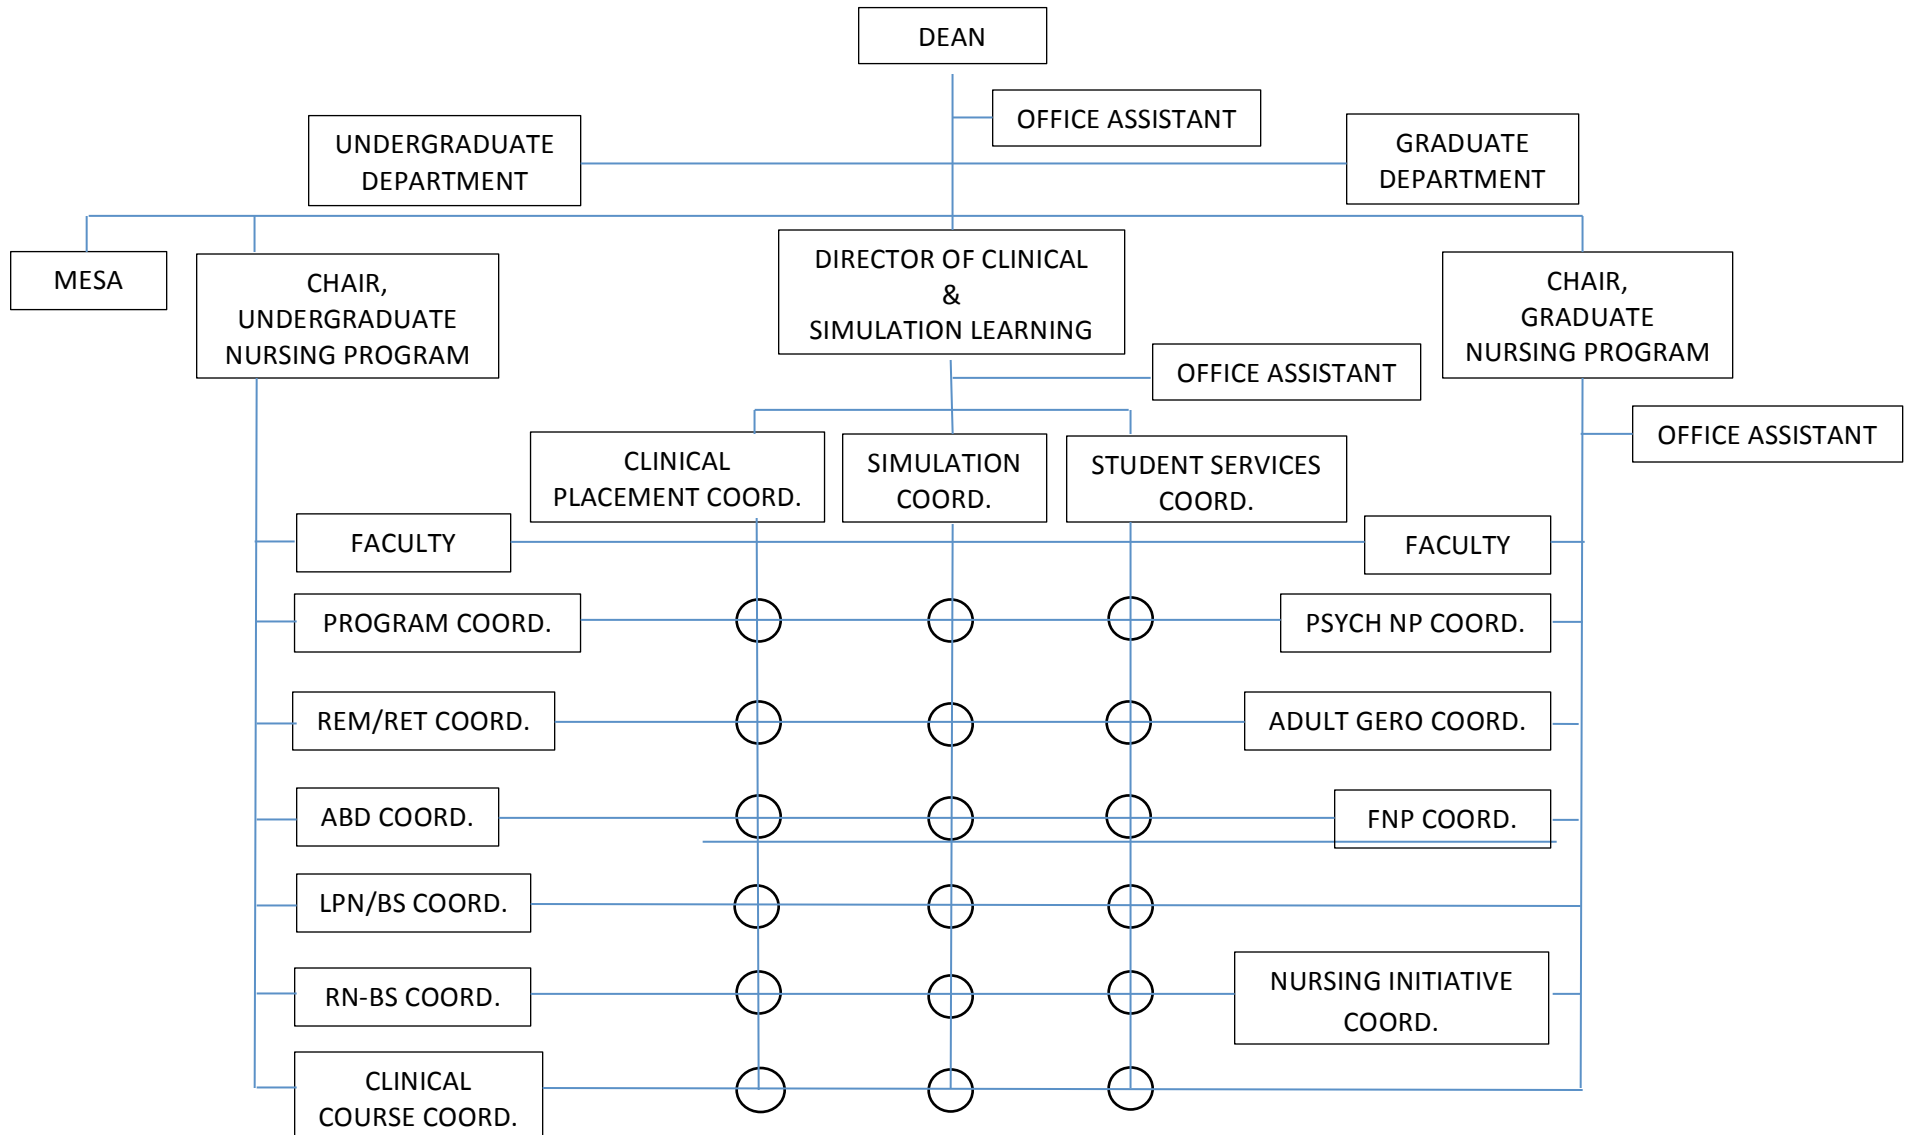 DEAN
OFFICE ASSISTANT
UNDERGRADUATE
DEPARTMENT
GRADUATE
DEPARTMENT
MESA
CHAIR,
UNDERGRADUATE
NURSING PROGRAM
DIRECTOR OF CLINICAL
&
SIMULATION LEARNING
CHAIR,
GRADUATE
NURSING PROGRAM
OFFICE ASSISTANT
OFFICE ASSISTANT
CLINICAL
PLACEMENT COORD.
SIMULATION
COORD.
STUDENT SERVICES
COORD.
FACULTY
FACULTY
PROGRAM COORD.
PSYCH NP COORD.
REM/RET COORD.
ADULT GERO COORD.
ABD COORD.
FNP COORD.
LPN/BS COORD.
RN-BS COORD.
NURSING INITIATIVE
COORD.
CLINICAL
COURSE COORD.